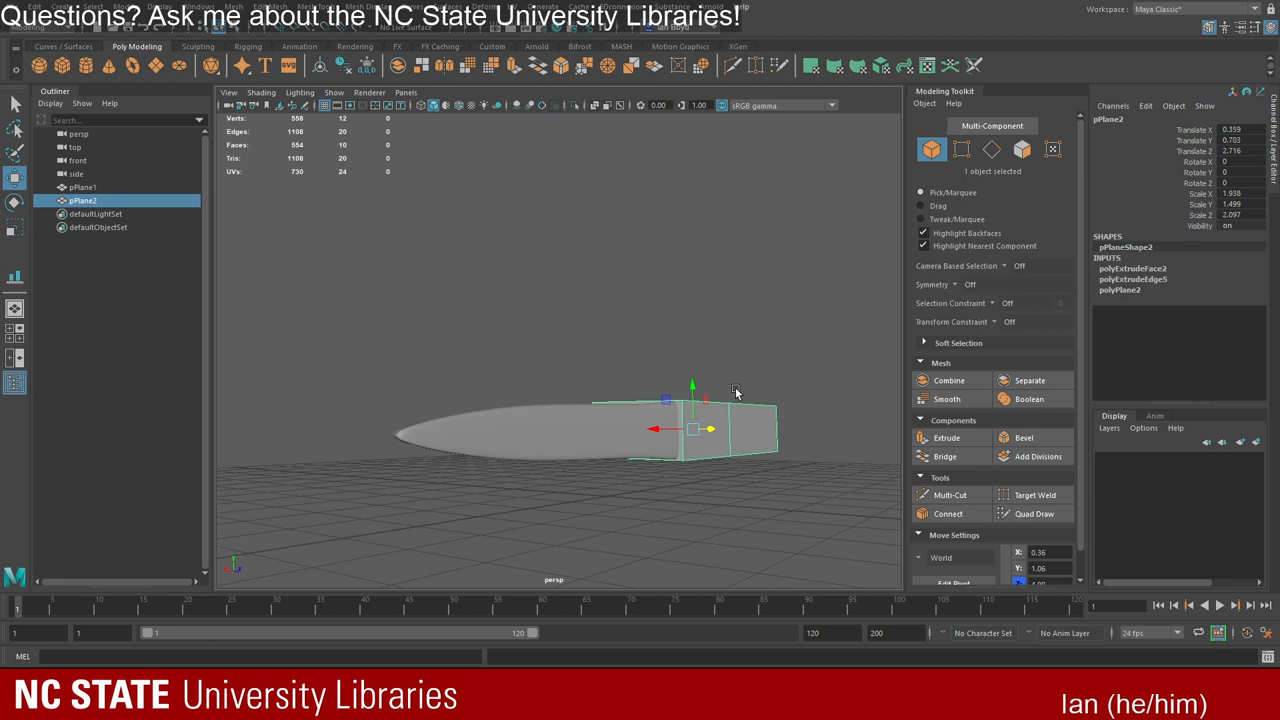 Questions? Ask me about the NC State University Libraries!
Workspace : Maya Classic*
Curves / Surfaces Poly Modeling Sculpting Rigging Animation Rendering FX FX Caching Custom Arnold Bifrost MASH Motion Graphics XGen
Outliner
Display Show Help
Search...
persp
top
front
side
pPlane1
pPlane2
defaultLightSet
defaultObjectSet
View Shading Lighting Show Renderer Panels
0.00 1.00 sRGB gamma
Verts: 558 12 0
Edges: 1108 20 0
Faces: 554 10 0
Tris: 1108 20 0
UVs: 730 24 0
persp
Modeling Toolkit
Object Help
Multi-Component
1 object selected
Pick/Marquee
Drag
Tweak/Marquee
Highlight Backfaces
Highlight Nearest Component
Camera Based Selection Off
Symmetry Off
Selection Constraint Off 0
Transform Constraint Off
Soft Selection
Mesh
Combine Separate
Smooth Boolean
Components
Extrude Bevel
Bridge Add Divisions
Tools
Multi-Cut Target Weld
Connect Quad Draw
Move Settings
World
X: 0.36
Y: 1.06
Channels Edit Object Show
pPlane2
Translate X 0.359
Translate Y 0.703
Translate Z 2.716
Rotate X 0
Rotate Y 0
Rotate Z 0
Scale X 1.938
Scale Y 1.499
Scale Z 2.097
Visibility on
SHAPES
pPlaneShape2
INPUTS
polyExtrudeFace2
polyExtrudeEdge5
polyPlane2
Display Anim
Layers Options Help
Channel Box / Layer Editor
5 10 15 20 25 30 35 40 45 50 55 60 65 70 75 80 85 90 95 100 105 110 115 120
1 1
1 1 1 120 120 200 No Character Set No Anim Layer 24 fps
MEL
NC STATE University Libraries
Ian (he/him)